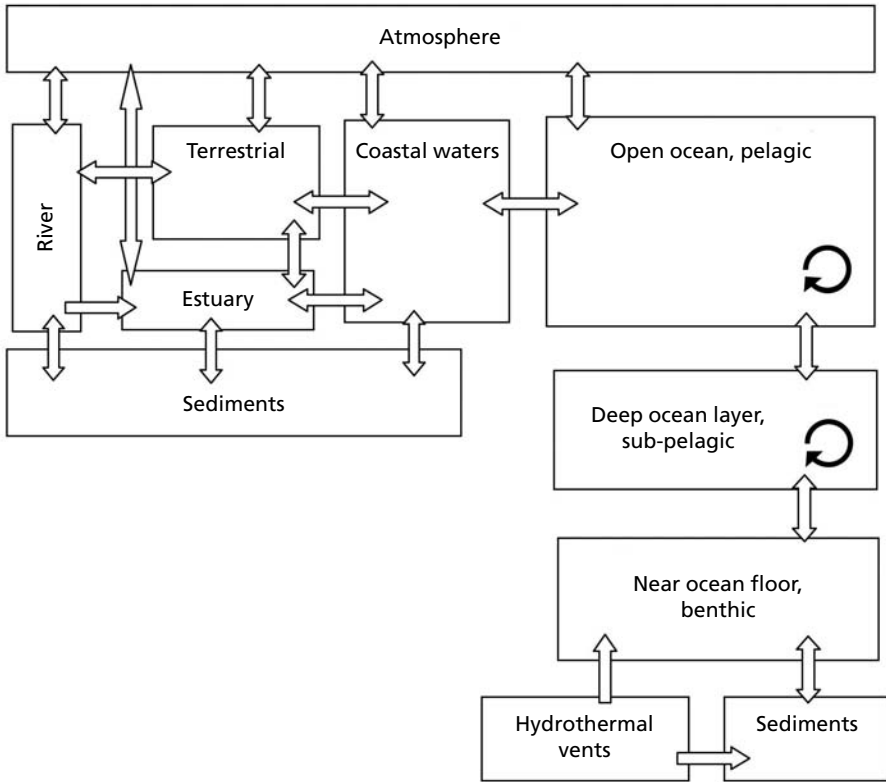 Atmosphere
River
Terrestrial
Coastal waters
Open ocean, pelagic
Estuary
Sediments
Deep ocean layer,
sub-pelagic
Near ocean floor,
benthic
Hydrothermal
vents
Sediments